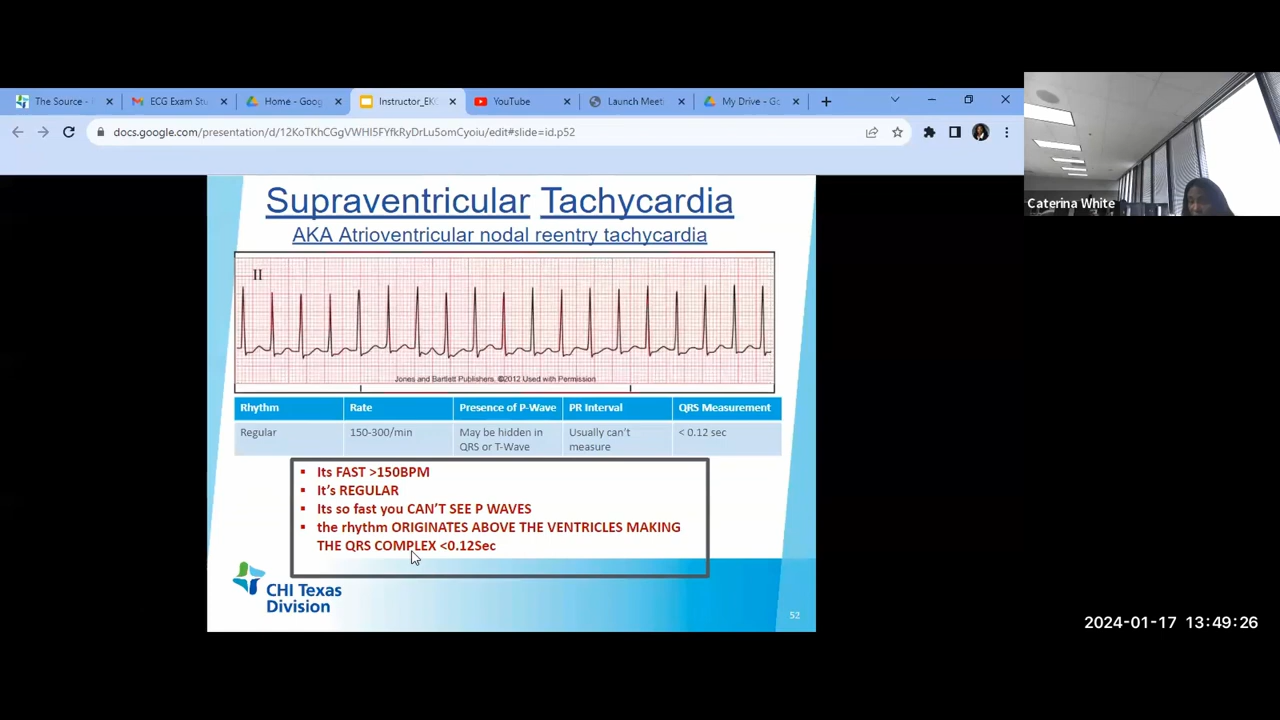 The Source -
ECG Exam Stu
Home - Goog
Instructor_EKG
YouTube
Launch Meeti
My Drive - Go
docs.google.com/presentation/d/12KoTKhCGgVWHl5FYfkRyDrLu5omCyoiu/edit#slide=id.p52
Caterina White
Supraventricular Tachycardia
AKA Atrioventricular nodal reentry tachycardia
II
Jones and Bartlett Publishers. ©2012 Used with Permission
Rhythm Rate Presence of P-Wave PR Interval QRS Measurement
Regular 150-300/min May be hidden in Usually can't < 0.12 sec
QRS or T-Wave measure
▪ Its FAST >150BPM
▪ It's REGULAR
▪ Its so fast you CAN'T SEE P WAVES
▪ the rhythm ORIGINATES ABOVE THE VENTRICLES MAKING
THE QRS COMPLEX <0.12Sec
CHI Texas
Division
52
2024-01-17 13:49:26